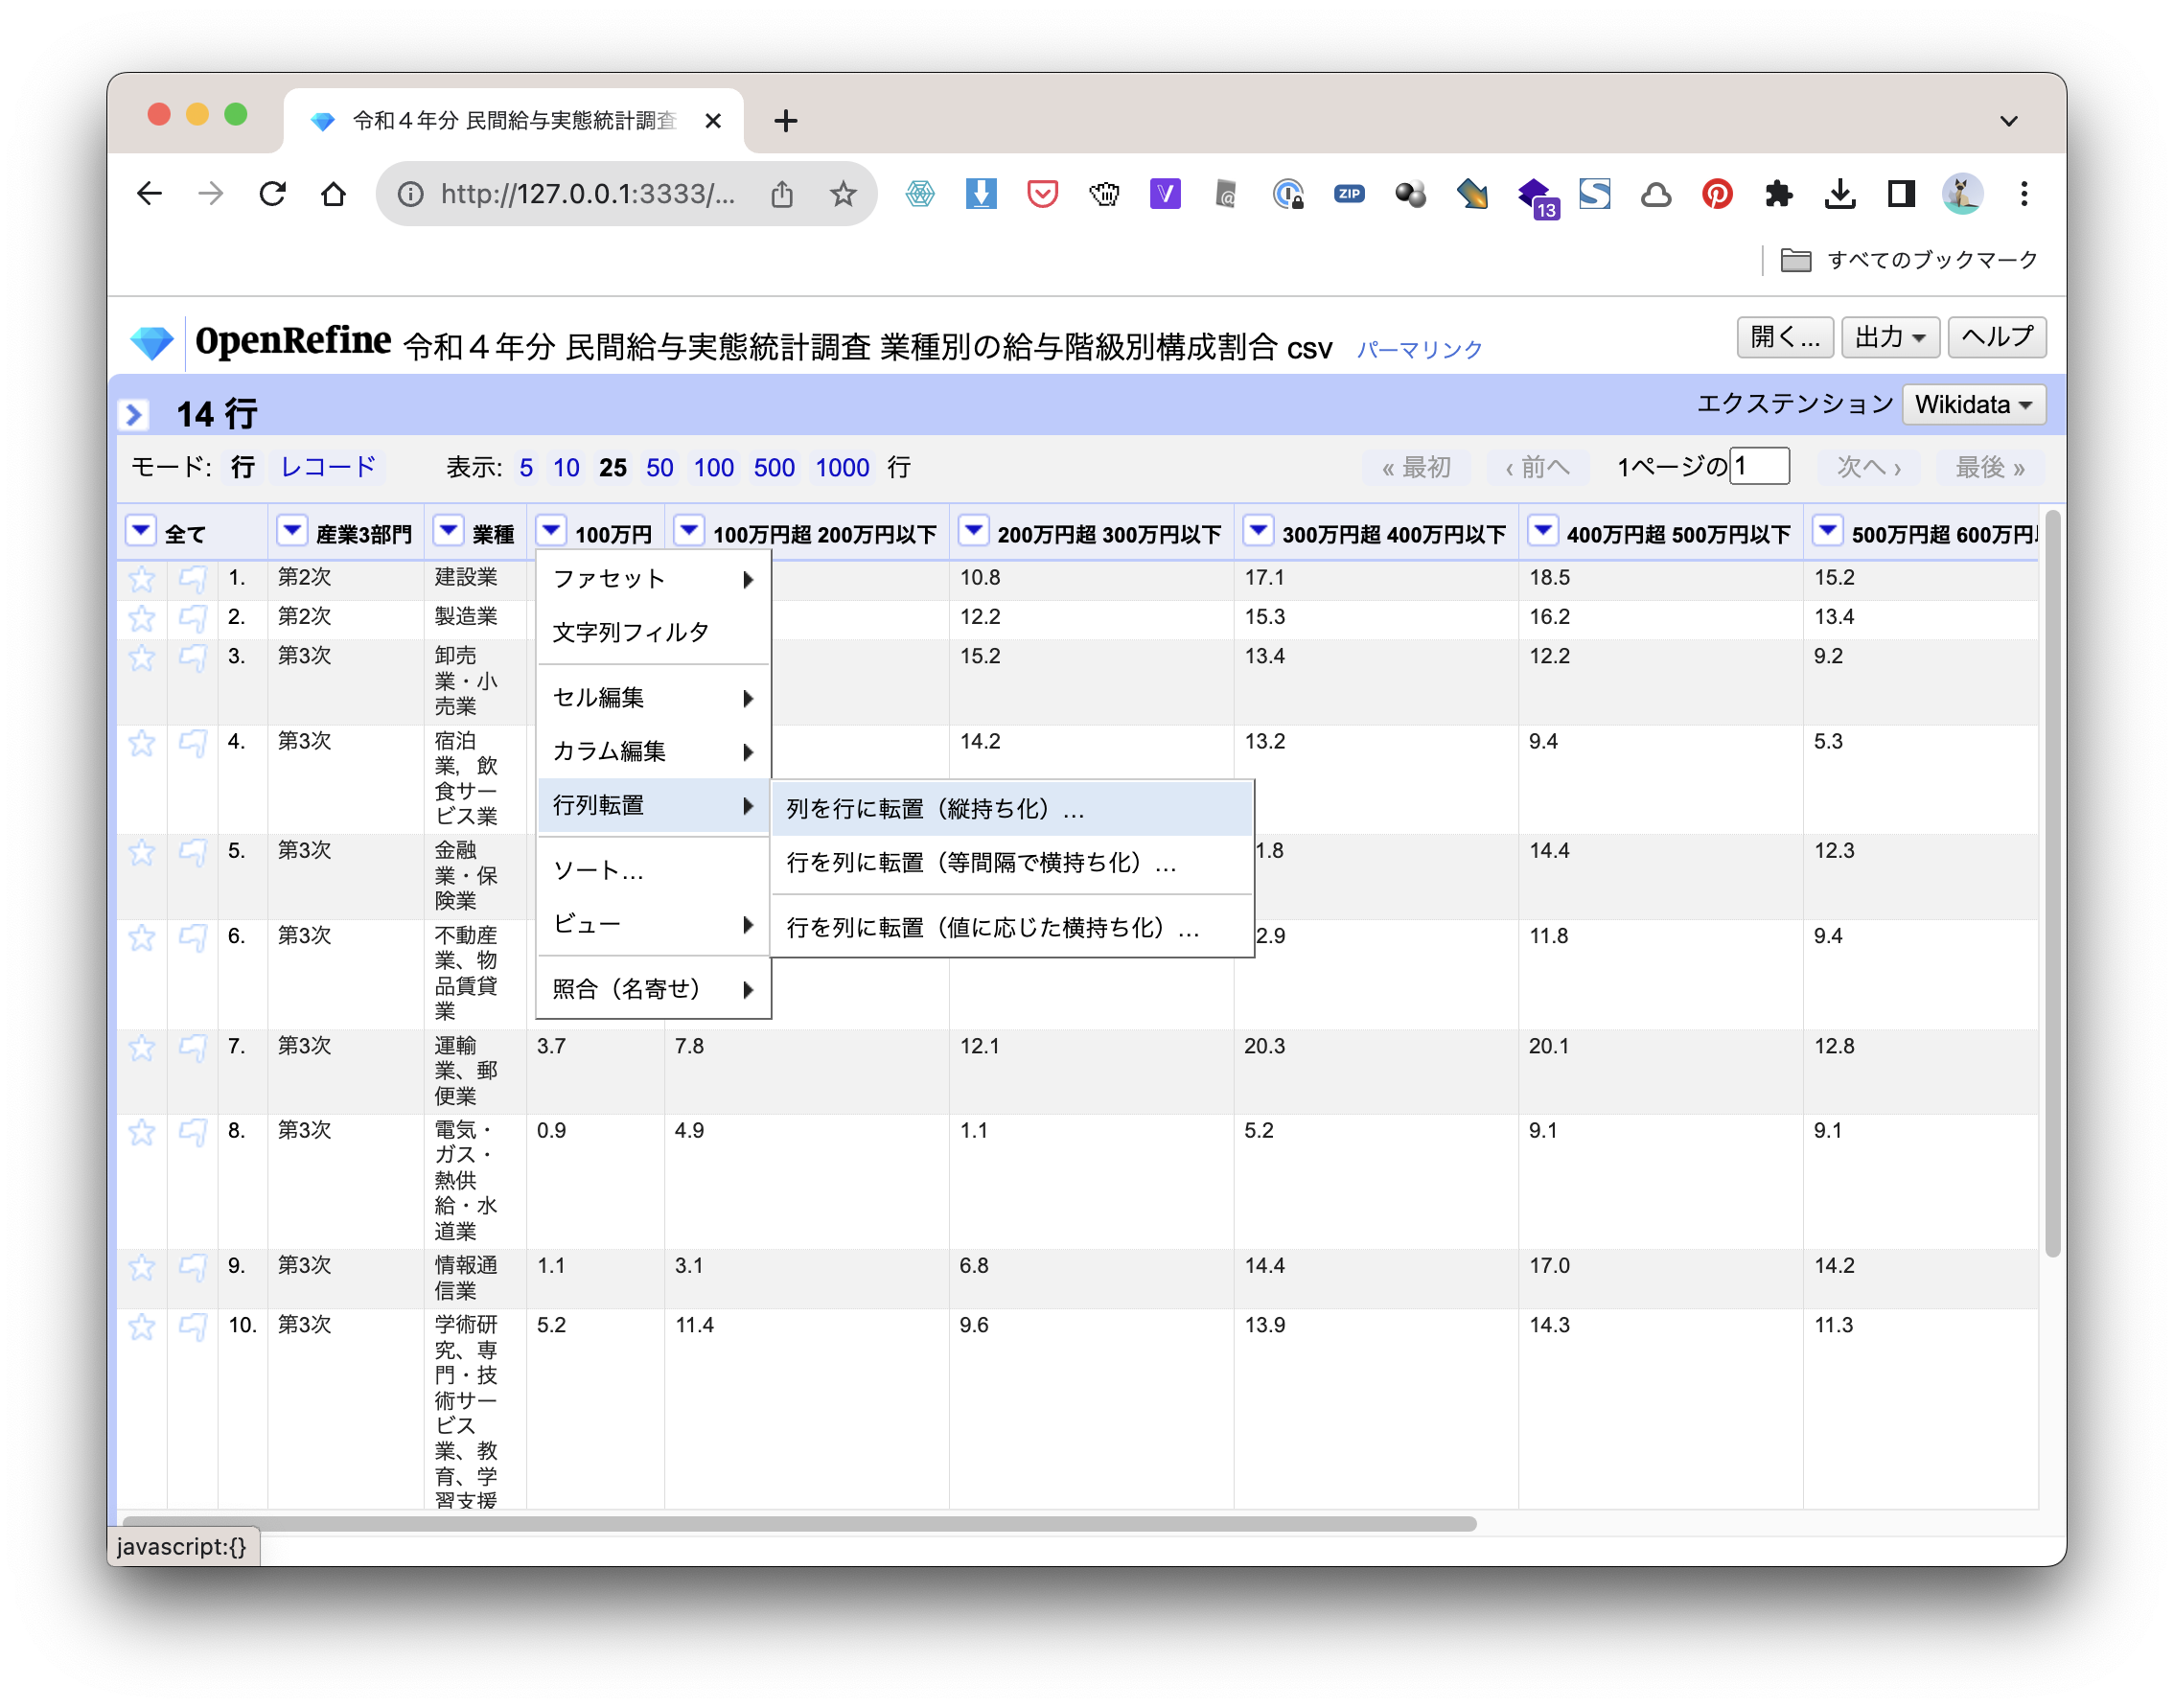 令和４年分 民間給与実態統計調査
http://127.0.0.1:3333/...
ZIP
13
すべてのブックマーク
OpenRefine 令和４年分 民間給与実態統計調査 業種別の給与階級別構成割合 csv パーマリンク
開く... 出力 ヘルプ
14 行
エクステンション Wikidata
モード: 行 レコード 表示: 5 10 25 50 100 500 1000 行 « 最初 ‹ 前へ 1ページの 1 次へ › 最後 »
全て 産業3部門 業種 100万円 100万円超 200万円以下 200万円超 300万円以下 300万円超 400万円以下 400万円超 500万円以下 500万円超 600万円
1. 第2次 建設業 10.8 17.1 18.5 15.2
2. 第2次 製造業 12.2 15.3 16.2 13.4
3. 第3次 卸売 15.2 13.4 12.2 9.2
業・小
売業
4. 第3次 宿泊 14.2 13.2 9.4 5.3
業，飲
食サー
ビス業
5. 第3次 金融 1.8 14.4 12.3
業・保
険業
6. 第3次 不動産 2.9 11.8 9.4
業、物
品賃貸
業
7. 第3次 運輸 3.7 7.8 12.1 20.3 20.1 12.8
業、郵
便業
8. 第3次 電気・ 0.9 4.9 1.1 5.2 9.1 9.1
ガス・
熱供
給・水
道業
9. 第3次 情報通 1.1 3.1 6.8 14.4 17.0 14.2
信業
10. 第3次 学術研 5.2 11.4 9.6 13.9 14.3 11.3
究、専
門・技
術サー
ビス
業、教
育、学
習支援
ファセット
文字列フィルタ
セル編集
カラム編集
行列転置
ソート...
ビュー
照合（名寄せ）
列を行に転置（縦持ち化）...
行を列に転置（等間隔で横持ち化）...
行を列に転置（値に応じた横持ち化）...
javascript:{}